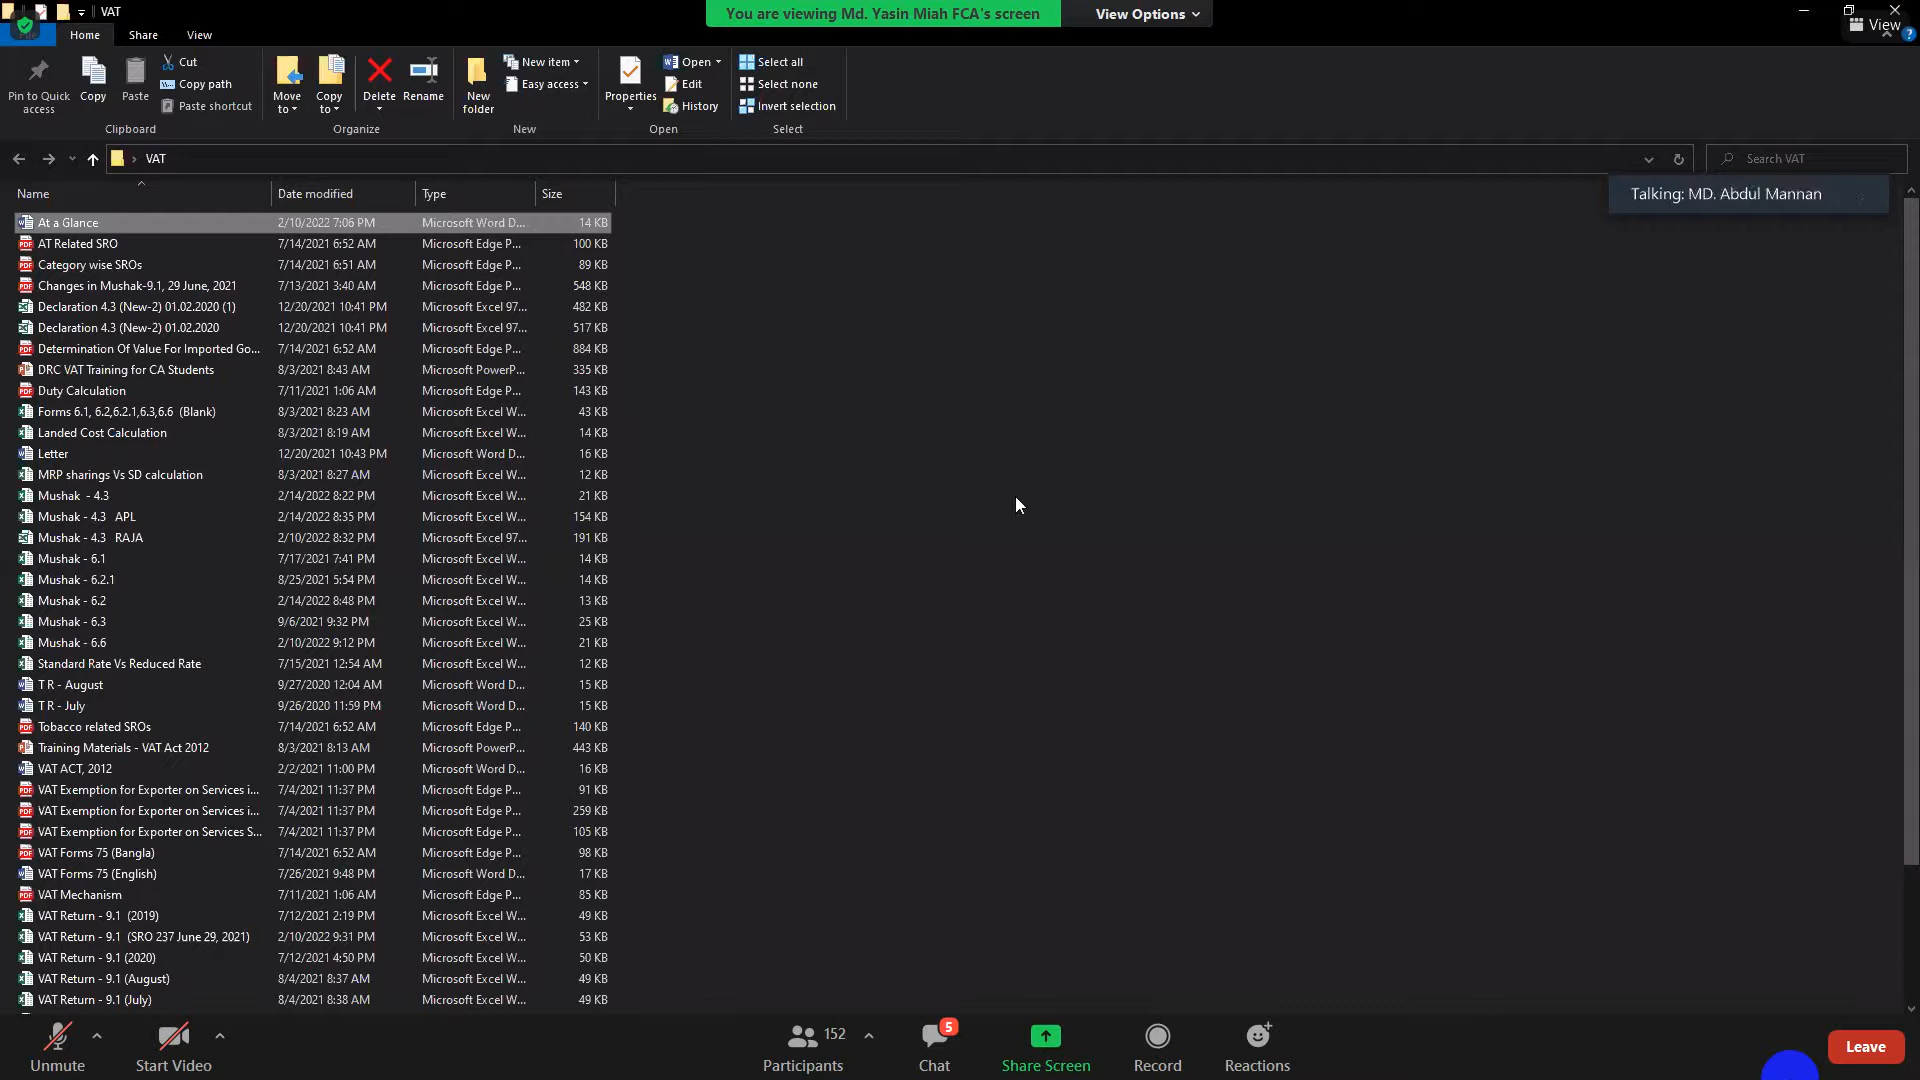 VAT
You are viewing Md. Yasin Miah FCA's screen
View Options
View
Home
Share
View
Pin to Quick access
Copy
Paste
Cut
Copy path
Paste shortcut
Clipboard
Move to
Copy to
Delete
Rename
Organize
New folder
New item
Easy access
New
Properties
Open
Edit
History
Open
Select all
Select none
Invert selection
Select
VAT
Search VAT
Talking: MD. Abdul Mannan
Name Date modified Type Size
At a Glance 2/10/2022 7:06 PM Microsoft Word D... 14 KB
AT Related SRO 7/14/2021 6:52 AM Microsoft Edge P... 100 KB
Category wise SROs 7/14/2021 6:51 AM Microsoft Edge P... 89 KB
Changes in Mushak-9.1, 29 June, 2021 7/13/2021 3:40 AM Microsoft Edge P... 548 KB
Declaration 4.3 (New-2) 01.02.2020 (1) 12/20/2021 10:41 PM Microsoft Excel 97... 482 KB
Declaration 4.3 (New-2) 01.02.2020 12/20/2021 10:41 PM Microsoft Excel 97... 517 KB
Determination Of Value For Imported Go... 7/14/2021 6:52 AM Microsoft Edge P... 884 KB
DRC VAT Training for CA Students 8/3/2021 8:43 AM Microsoft PowerP... 335 KB
Duty Calculation 7/11/2021 1:06 AM Microsoft Edge P... 143 KB
Forms 6.1, 6.2,6.2.1,6.3,6.6 (Blank) 8/3/2021 8:23 AM Microsoft Excel W... 43 KB
Landed Cost Calculation 8/3/2021 8:19 AM Microsoft Excel W... 14 KB
Letter 12/20/2021 10:43 PM Microsoft Word D... 16 KB
MRP sharings Vs SD calculation 8/3/2021 8:27 AM Microsoft Excel W... 12 KB
Mushak - 4.3 2/14/2022 8:22 PM Microsoft Excel W... 21 KB
Mushak - 4.3 APL 2/14/2022 8:35 PM Microsoft Excel W... 154 KB
Mushak - 4.3 RAJA 2/10/2022 8:32 PM Microsoft Excel 97... 191 KB
Mushak - 6.1 7/17/2021 7:41 PM Microsoft Excel W... 14 KB
Mushak - 6.2.1 8/25/2021 5:54 PM Microsoft Excel W... 14 KB
Mushak - 6.2 2/14/2022 8:48 PM Microsoft Excel W... 13 KB
Mushak - 6.3 9/6/2021 9:32 PM Microsoft Excel W... 25 KB
Mushak - 6.6 2/10/2022 9:12 PM Microsoft Excel W... 21 KB
Standard Rate Vs Reduced Rate 7/15/2021 12:54 AM Microsoft Excel W... 12 KB
T R - August 9/27/2020 12:04 AM Microsoft Word D... 15 KB
T R - July 9/26/2020 11:59 PM Microsoft Word D... 15 KB
Tobacco related SROs 7/14/2021 6:52 AM Microsoft Edge P... 140 KB
Training Materials - VAT Act 2012 8/3/2021 8:13 AM Microsoft PowerP... 443 KB
VAT ACT, 2012 2/2/2021 11:00 PM Microsoft Word D... 16 KB
VAT Exemption for Exporter on Services i... 7/4/2021 11:37 PM Microsoft Edge P... 91 KB
VAT Exemption for Exporter on Services i... 7/4/2021 11:37 PM Microsoft Edge P... 259 KB
VAT Exemption for Exporter on Services S... 7/4/2021 11:37 PM Microsoft Edge P... 105 KB
VAT Forms 75 (Bangla) 7/14/2021 6:52 AM Microsoft Edge P... 98 KB
VAT Forms 75 (English) 7/26/2021 9:48 PM Microsoft Word D... 17 KB
VAT Mechanism 7/11/2021 1:06 AM Microsoft Edge P... 85 KB
VAT Return - 9.1 (2019) 7/12/2021 2:19 PM Microsoft Excel W... 49 KB
VAT Return - 9.1 (SRO 237 June 29, 2021) 2/10/2022 9:31 PM Microsoft Excel W... 53 KB
VAT Return - 9.1 (2020) 7/12/2021 4:50 PM Microsoft Excel W... 50 KB
VAT Return - 9.1 (August) 8/4/2021 8:37 AM Microsoft Excel W... 49 KB
VAT Return - 9.1 (July) 8/4/2021 8:38 AM Microsoft Excel W... 49 KB
Unmute
Start Video
152
Participants
5
Chat
Share Screen
Record
Reactions
Leave